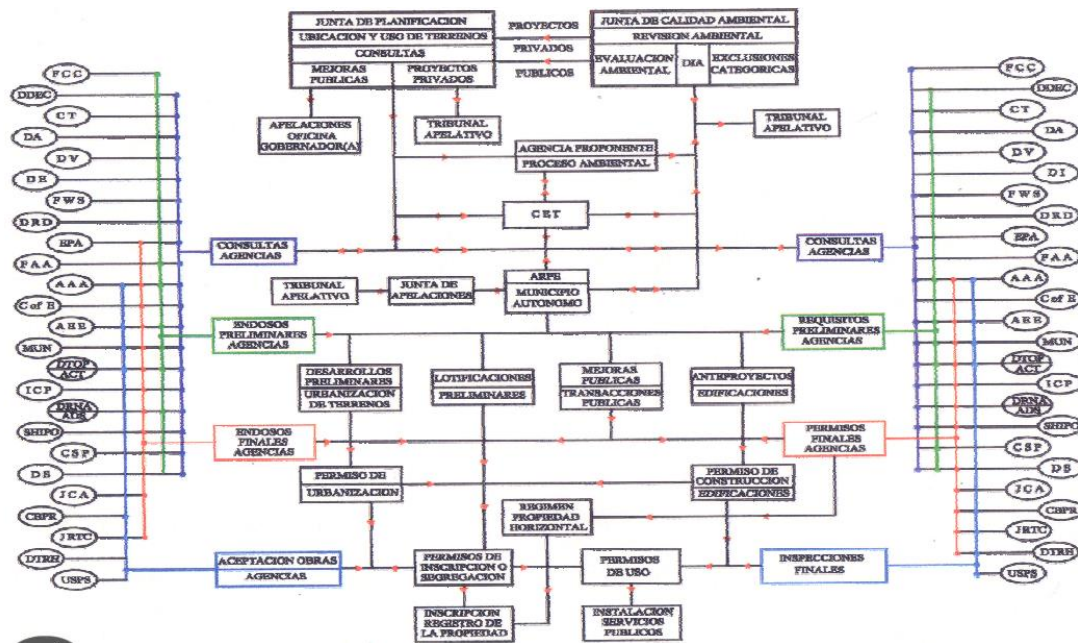 JUNTA DE PLANIFICACION
UBICACION Y USO DE TERRENOS
CONSULTAS
MEJORAS
PUBLICAS
PROYECTOS
PRIVADOS
PROYECTOS
PRIVADOS
PUBLICOS
JUNTA DE CALIDAD AMBIENTAL
REVISION AMBIENTAL
EVALUACION
AMBIENTAL
DIA
EXCLUSIONES
CATEGORICAS
APELACIONES
OFICINA
GOBERNADOR(A)
TRIBUNAL
APELATIVO
TRIBUNAL
APELATIVO
AGENCIA PROPONENTE
PROCESO AMBIENTAL
CET
CONSULTAS
AGENCIAS
CONSULTAS
AGENCIAS
TRIBUNAL
APELATIVO
JUNTA DE
APELACIONES
ARPE
MUNICIPIO
AUTONOMO
ENDOSOS
PRELIMINARES
AGENCIAS
REQUISITOS
PRELIMINARES
AGENCIAS
DESARROLLOS
PRELIMINARES
URBANIZACION
DE TERRENOS
LOTIFICACIONES
PRELIMINARES
MEJORAS
PUBLICAS
TRANSACCIONES
PUBLICAS
ANTEPROYECTOS
EDIFICACIONES
ENDOSOS
FINALES
AGENCIAS
PERMISOS
FINALES
AGENCIAS
PERMISO DE
URBANIZACION
PERMISO DE
CONSTRUCCION
EDIFICACIONES
REGIMEN
PROPIEDAD
HORIZONTAL
ACEPTACION OBRAS
AGENCIAS
PERMISOS DE
INSCRIPCION O
SEGREGACION
PERMISOS
DE USO
INSPECCIONES
FINALES
INSCRIPCION
REGISTRO DE
LA PROPIEDAD
INSTALACION
SERVICIOS
PUBLICOS
FCC
DDEC
CT
DA
DV
DE
FWS
DRD
EPA
FAA
AAA
C of E
AEE
MUN
DTOP
ACT
ICP
DRNA
ADS
SHIPO
CSP
DS
JCA
CBPR
JRTC
DTRH
USPS
FCC
DDEC
CT
DA
DV
DI
FWS
DRD
EPA
FAA
AAA
C of E
AEE
MUN
DTOP
ACT
ICP
DRNA
ADS
SHIPO
CSP
DS
JCA
CBPR
JRTC
DTRH
USPS